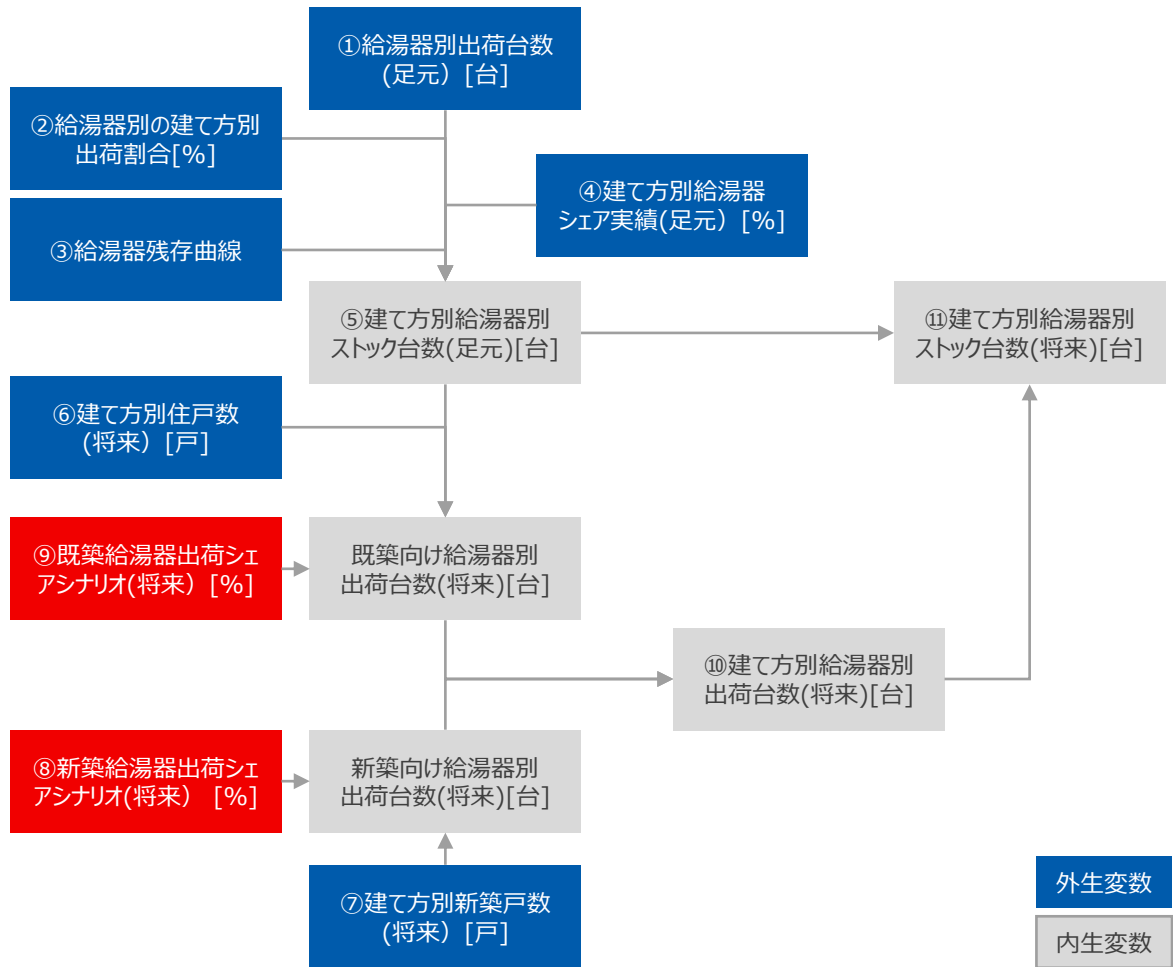 ①給湯器別出荷台数
(足元）[台]
②給湯器別の建て方別
出荷割合[%]
④建て方別給湯器
シェア実績(足元）[%]
③給湯器残存曲線
⑤建て方別給湯器別
ストック台数(足元)[台]
⑪建て方別給湯器別
ストック台数(将来)[台]
⑥建て方別住戸数
(将来）[戸]
⑨既築給湯器出荷シェ
アシナリオ(将来）[%]
既築向け給湯器別
出荷台数(将来)[台]
⑩建て方別給湯器別
出荷台数(将来)[台]
⑧新築給湯器出荷シェ
アシナリオ(将来） [%]
新築向け給湯器別
出荷台数(将来)[台]
⑦建て方別新築戸数
(将来）[戸]
外生変数
内生変数